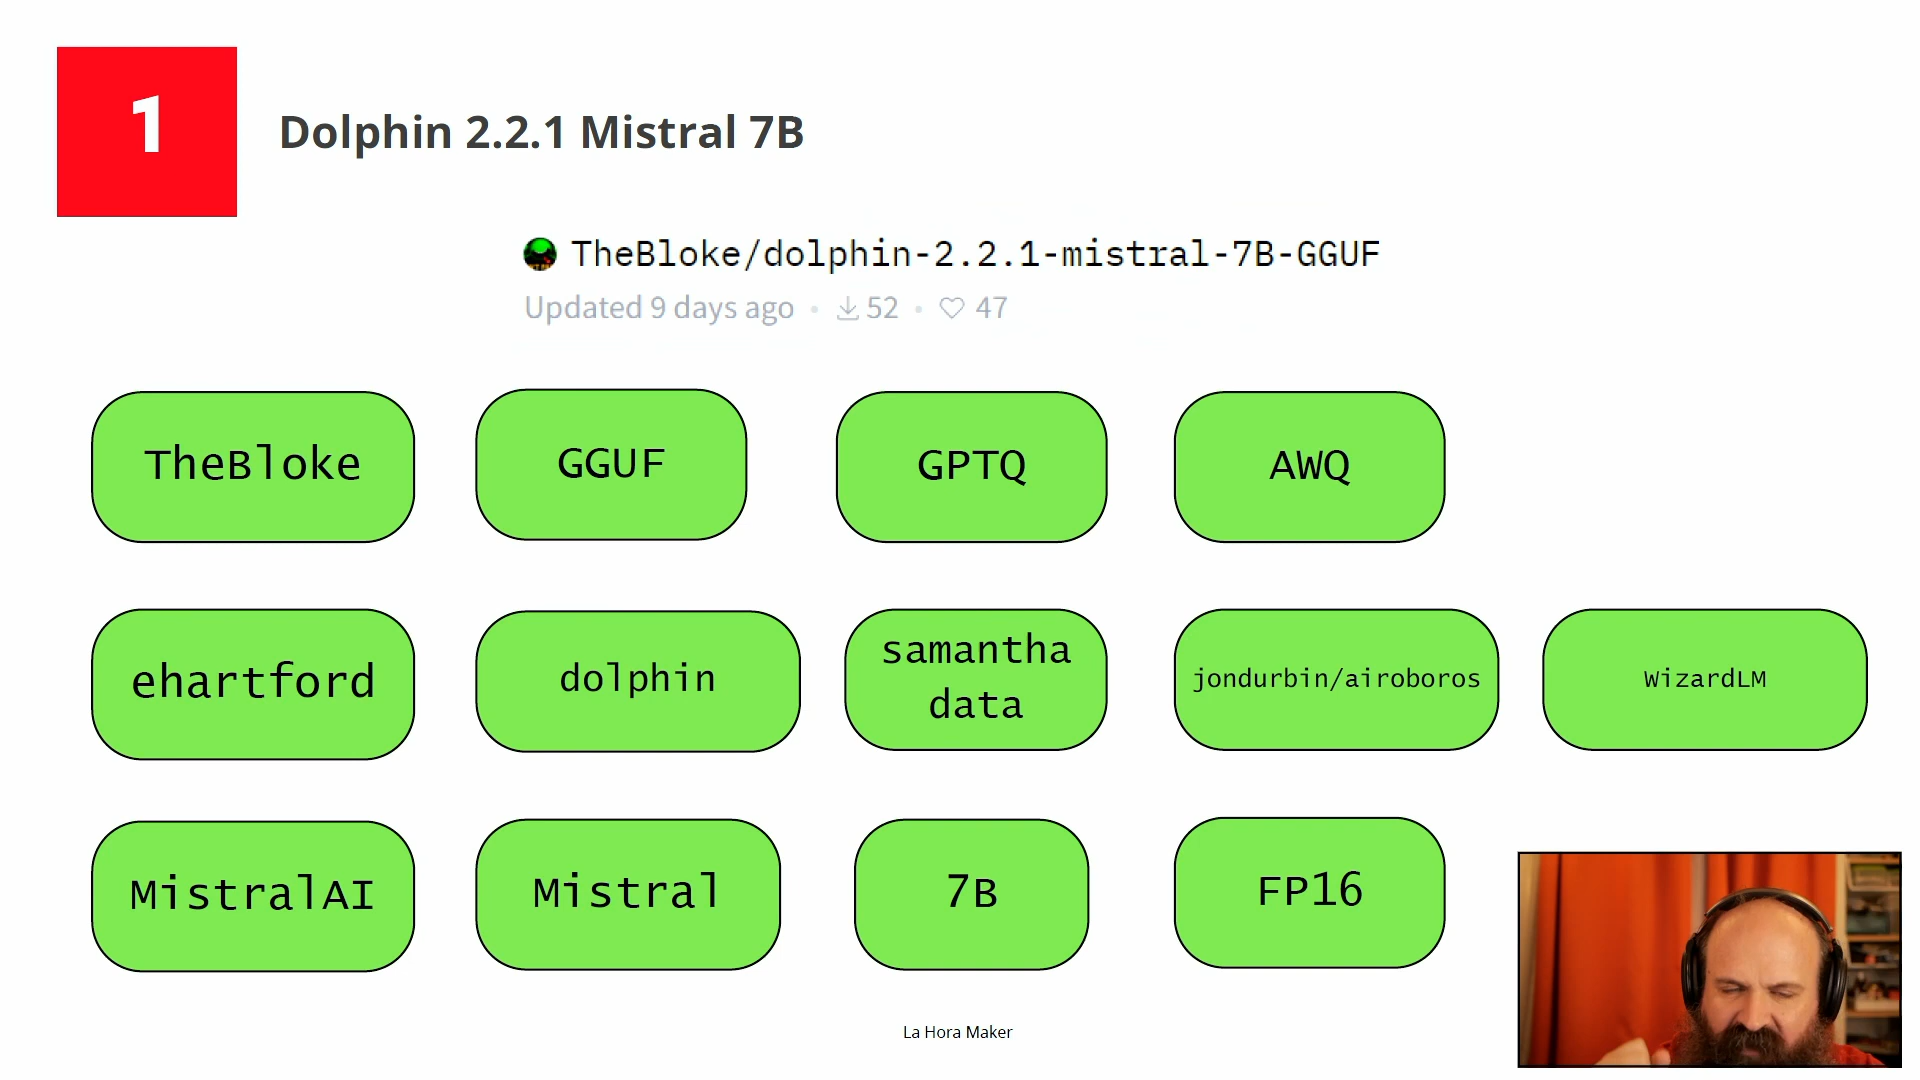 1
Dolphin 2.2.1 Mistral 7B
TheBloke/dolphin-2.2.1-mistral-7B-GGUF
Updated 9 days ago • 52 • 47
TheBloke
GGUF
GPTQ
AWQ
ehartford
dolphin
samantha
data
jondurbin/airoboros
WizardLM
MistralAI
Mistral
7B
FP16
La Hora Maker